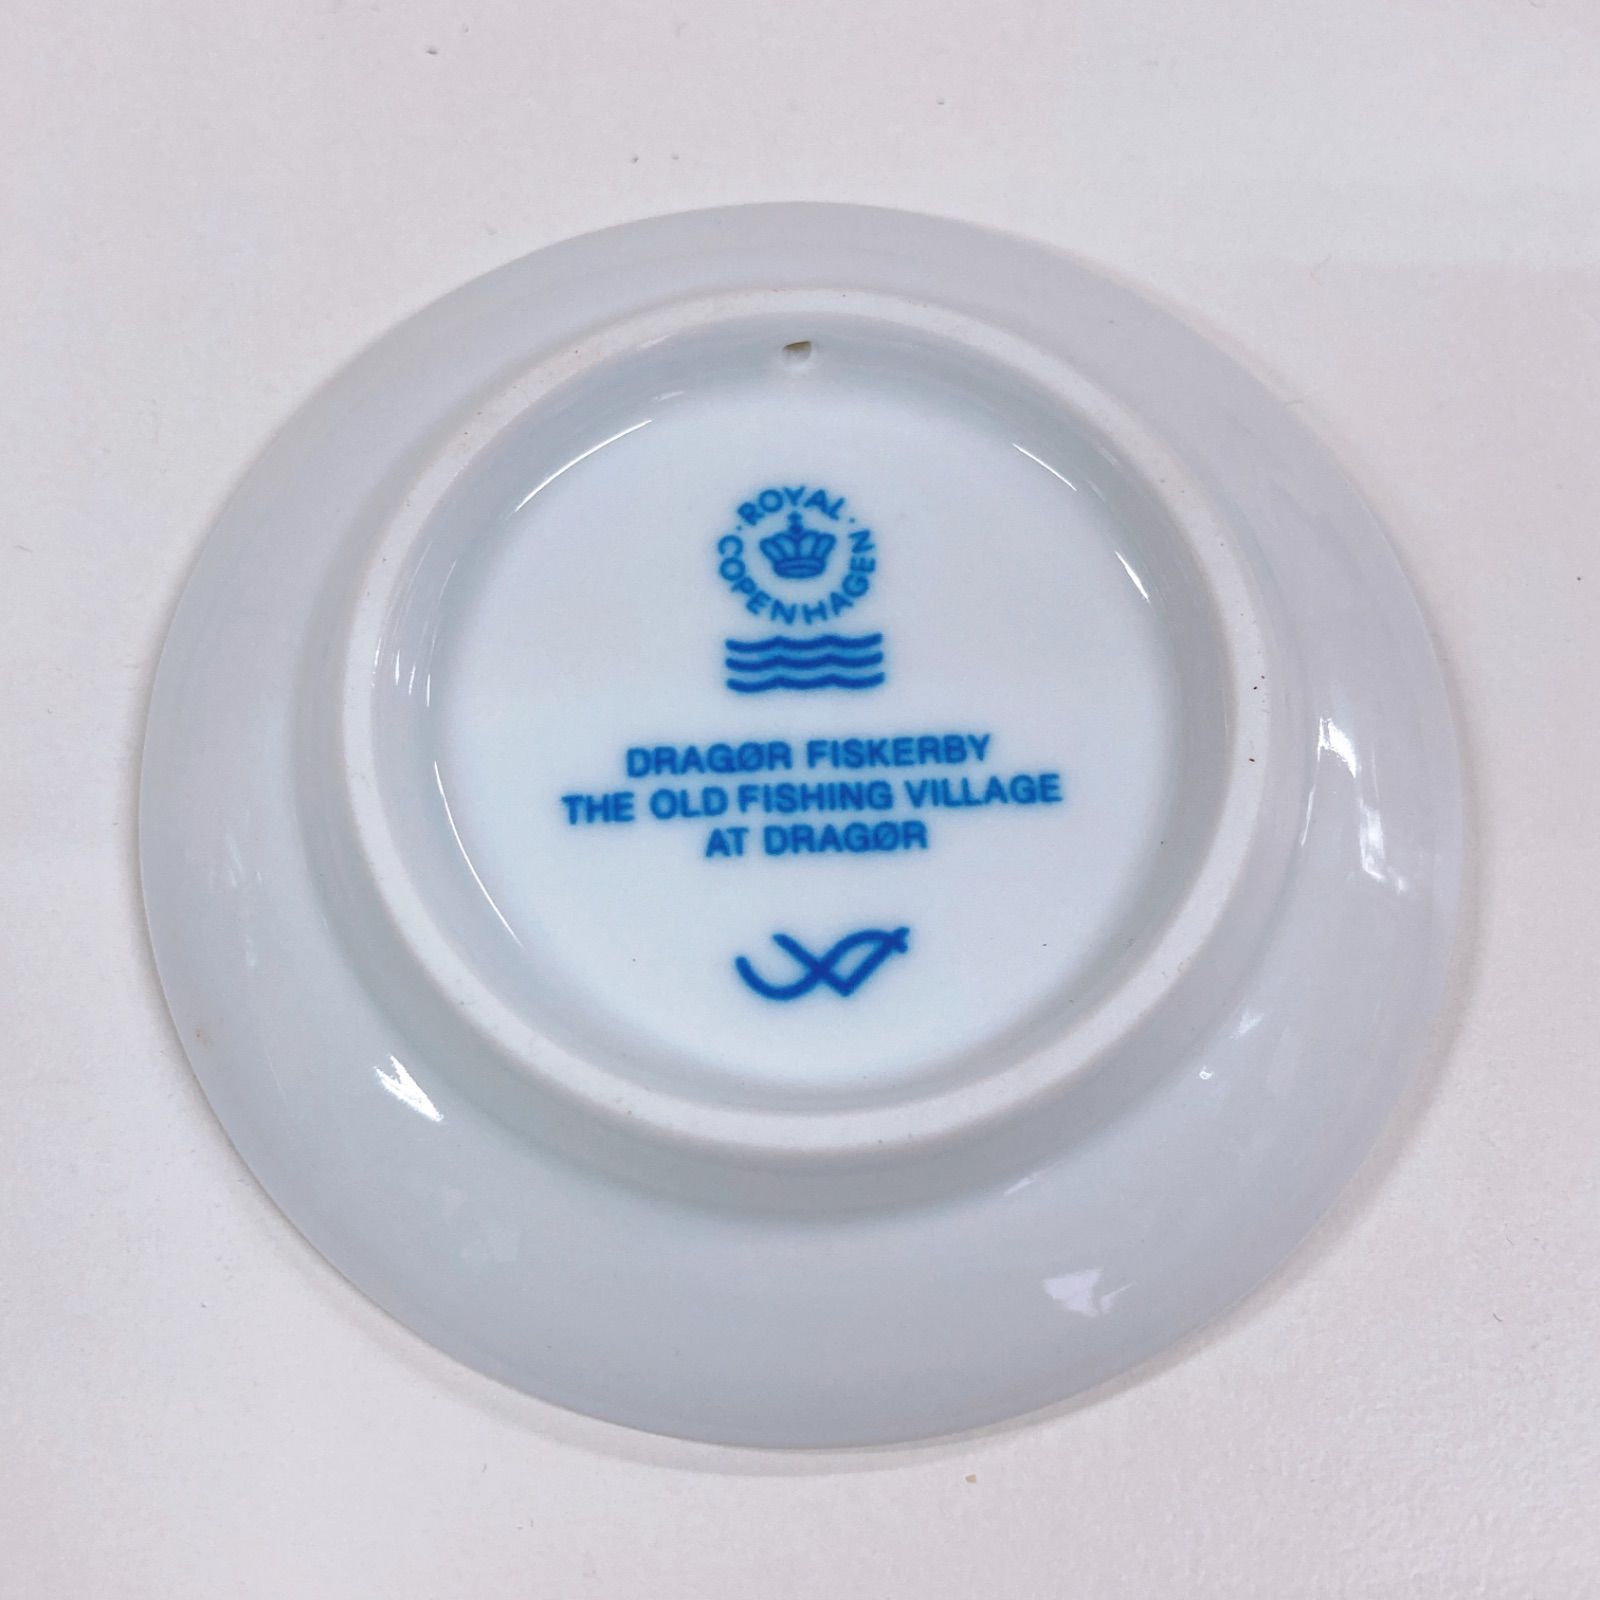 ROYAL
COPENHAGEN
DRAGØR FISKERBY
THE OLD FISHING VILLAGE
AT DRAGØR